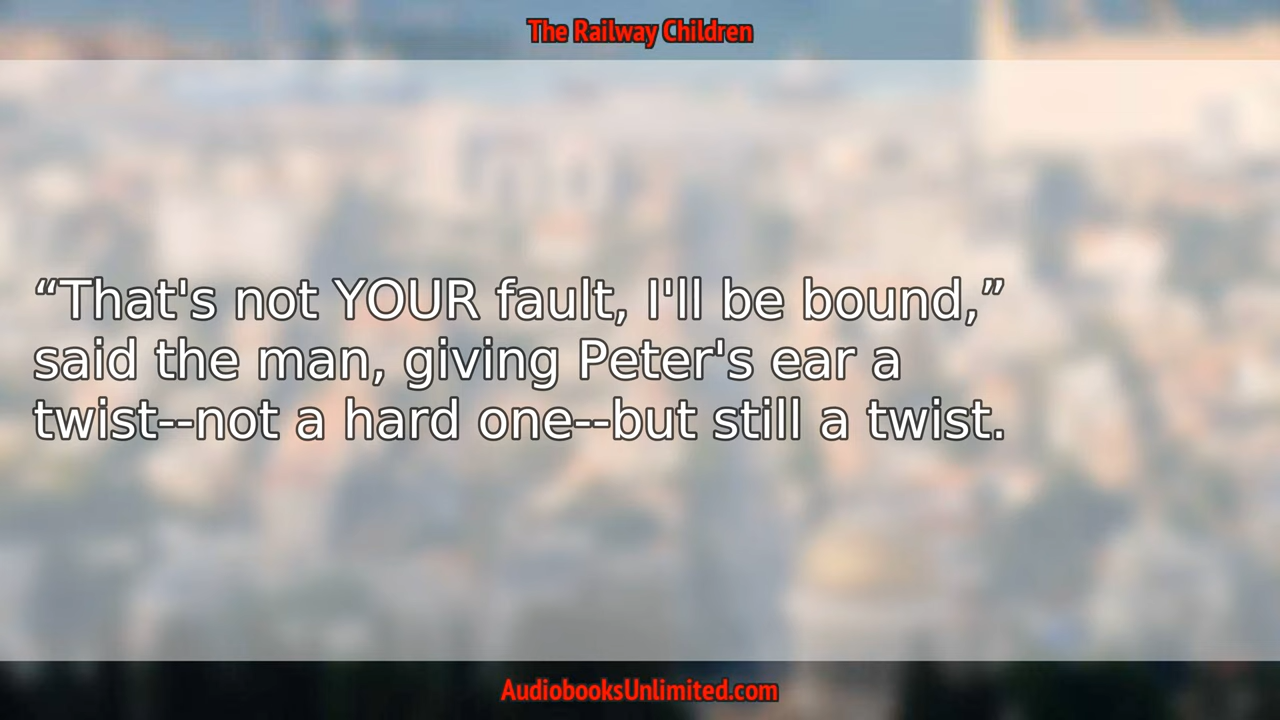 The Railway Children
“That's not YOUR fault, I'll be bound,”
said the man, giving Peter's ear a
twist--not a hard one--but still a twist.
AudiobooksUnlimited.com